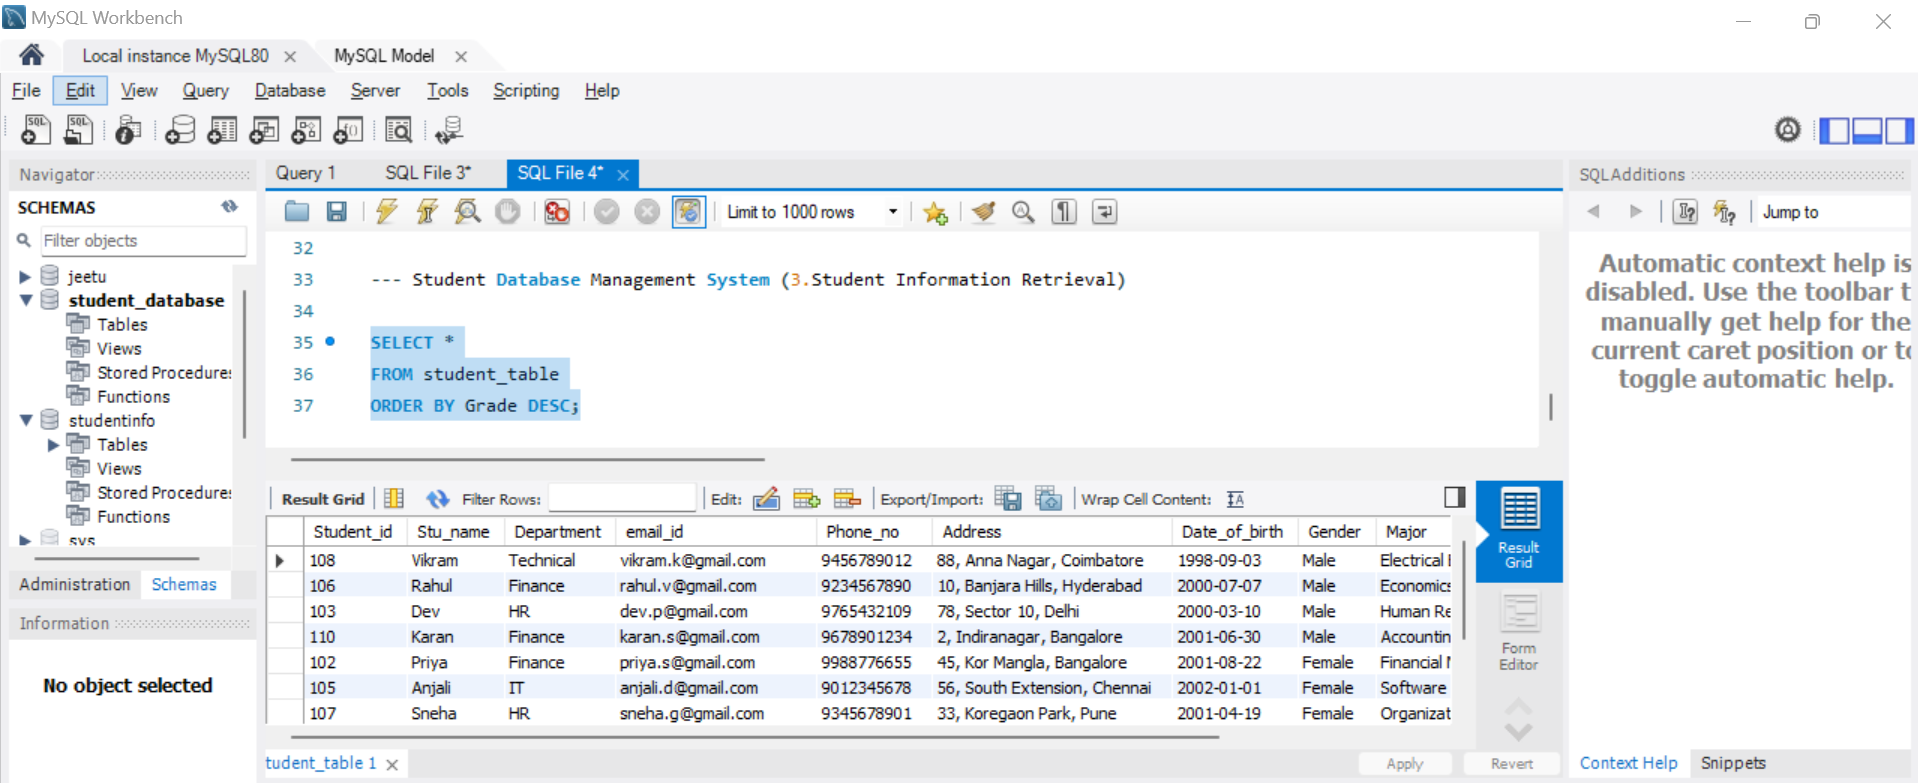 MySQL Workbench
Local instance MySQL80
MySQL Model
File Edit View Query Database Server Tools Scripting Help
Navigator
SCHEMAS
Filter objects
jeetu
student_database
Tables
Views
Stored Procedures
Functions
studentinfo
Tables
Views
Stored Procedures
Functions
sys
Administration Schemas
Information
No object selected
Query 1 SQL File 3* SQL File 4*
Limit to 1000 rows
32
33 --- Student Database Management System (3.Student Information Retrieval)
34
35 SELECT *
36 FROM student_table
37 ORDER BY Grade DESC;
Result Grid Filter Rows: Edit: Export/Import: Wrap Cell Content:
Student_id Stu_name Department email_id Phone_no Address Date_of_birth Gender Major
108 Vikram Technical vikram.k@gmail.com 9456789012 88, Anna Nagar, Coimbatore 1998-09-03 Male Electrical
106 Rahul Finance rahul.v@gmail.com 9234567890 10, Banjara Hills, Hyderabad 2000-07-07 Male Economics
103 Dev HR dev.p@gmail.com 9765432109 78, Sector 10, Delhi 2000-03-10 Male Human Re
110 Karan Finance karan.s@gmail.com 9678901234 2, Indiranagar, Bangalore 2001-06-30 Male Accountin
102 Priya Finance priya.s@gmail.com 9988776655 45, Kor Mangla, Bangalore 2001-08-22 Female Financial
105 Anjali IT anjali.d@gmail.com 9012345678 56, South Extension, Chennai 2002-01-01 Female Software
107 Sneha HR sneha.g@gmail.com 9345678901 33, Koregaon Park, Pune 2001-04-19 Female Organizat
Result
Grid
Form
Editor
tudent_table 1
Apply Revert
SQLAdditions
Jump to
Automatic context help is
disabled. Use the toolbar t
manually get help for the
current caret position or to
toggle automatic help.
Context Help Snippets